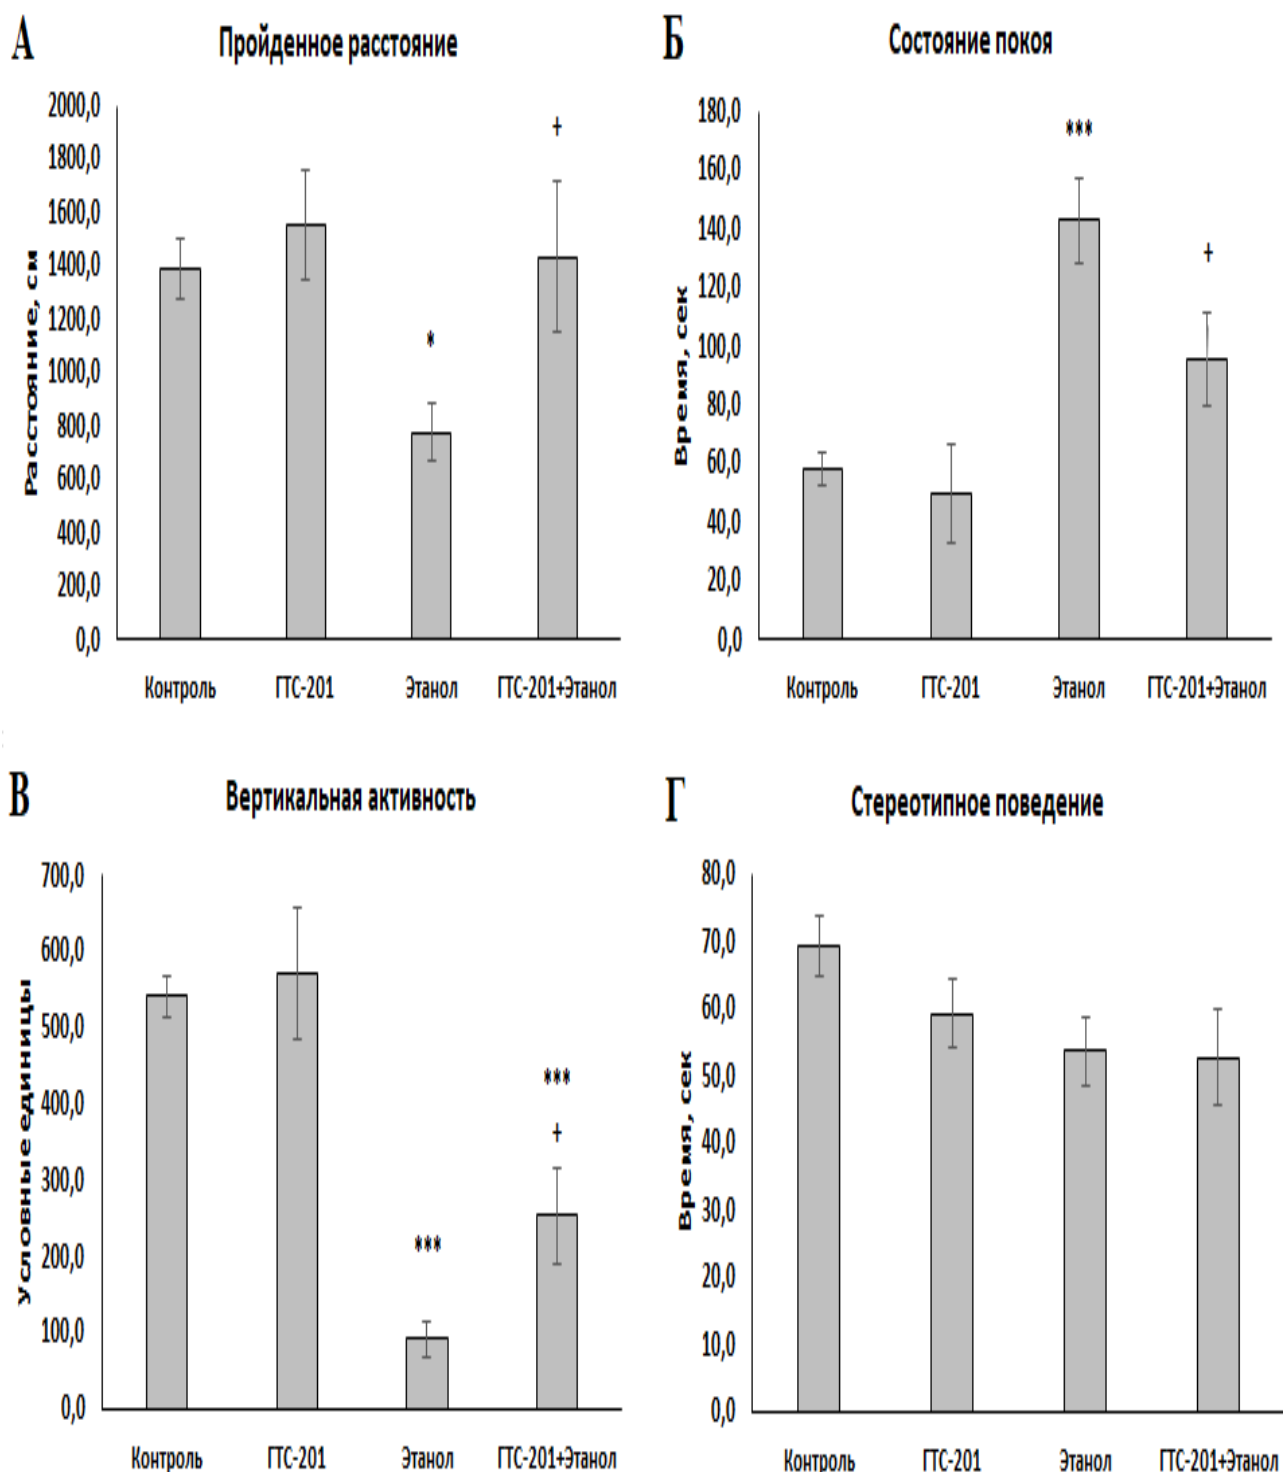 А
Пройденное расстояние
Расстояние, см
2000,0
1800,0
1600,0
1400,0
1200,0
1000,0
800,0
600,0
400,0
200,0
0,0
+
*
Контроль
ГТС-201
Этанол
ГТС-201+Этанол
Б
Состояние покоя
Время, сек
180,0
160,0
140,0
120,0
100,0
80,0
60,0
40,0
20,0
0,0
***
+
Контроль
ГТС-201
Этанол
ГТС-201+Этанол
В
Вертикальная активность
Условные единицы
700,0
600,0
500,0
400,0
300,0
200,0
100,0
0,0
***
+
***
Контроль
ГТС-201
Этанол
ГТС-201+Этанол
Г
Стереотипное поведение
Время, сек
80,0
70,0
60,0
50,0
40,0
30,0
20,0
10,0
0,0
Контроль
ГТС-201
Этанол
ГТС-201+Этанол